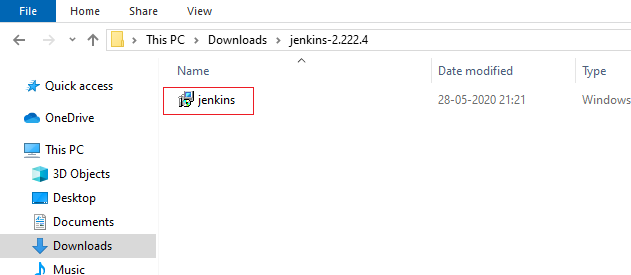 File Home Share View
This PC Downloads jenkins-2.222.4
Name Date modified Type
Quick access
jenkins 28-05-2020 21:21 Windows
OneDrive
This PC
3D Objects
Desktop
Documents
Downloads
Music